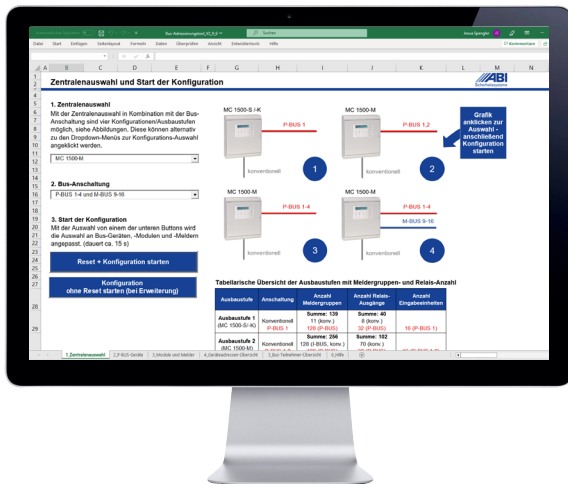 Bus-Adressierungstool_V2_9_6
Suchen
Jonas Spengler
Datei Start Einfügen Seitenlayout Formeln Daten Überprüfen Ansicht Entwicklertools Hilfe
Kommentare
fx
A B C D E F G H I J K L M N
Zentralenauswahl und Start der Konfiguration
ABI
Sicherheitssysteme
1. Zentralenauswahl
Mit der Zentralenauswahl in Kombination mit der Bus-
Anschaltung sind vier Konfigurationen/Ausbaustufen
möglich, siehe Abbildungen. Diese können alternativ
zu den Dropdown-Menüs zur Konfigurations-Auswahl
angeklickt werden.
MC 1500-M
2. Bus-Anschaltung
P-BUS 1-4 und M-BUS 9-16
3. Start der Konfiguration
Mit der Auswahl von einem der unteren Buttons wird
die Auswahl an Bus-Geräten, -Modulen und -Meldern
angepasst. (dauert ca. 15 s)
Reset + Konfiguration starten
Konfiguration
ohne Reset starten (bei Erweiterung)
MC 1500-S /-K
P-BUS 1
konventionell
1
MC 1500-M
P-BUS 1,2
konventionell
2
Grafik
anklicken zur
Auswahl -
anschließend
Konfiguration
starten
MC 1500-M
P-BUS 1-4
konventionell
3
MC 1500-M
P-BUS 1-4
M-BUS 9-16
konventionell
4
Tabellarische Übersicht der Ausbaustufen mit Meldergruppen- und Relais-Anzahl
Ausbaustufe Anschaltung Anzahl Meldergruppen Anzahl Relais-Ausgänge Anzahl Eingabeeinheiten
Ausbaustufe 1
(MC 1500-S/-K)
Konventionell
P-BUS 1
Summe: 139
11 (konv.)
128 (P-BUS)
Summe: 40
8 (konv.)
32 (P-BUS)
16 (P-BUS 1)
Ausbaustufe 2
(MC 1500-M)
Konventionell
Summe: 256
128 (I-BUS, konv.)
Summe: 102
70 (konv.)
1_Zentralenauswahl 2_P-BUS-Geräte 3_Module und Melder 4_Geräteadressen-Übersicht 5_Bus-Teilnehmer-Übersicht 6_Hilfe